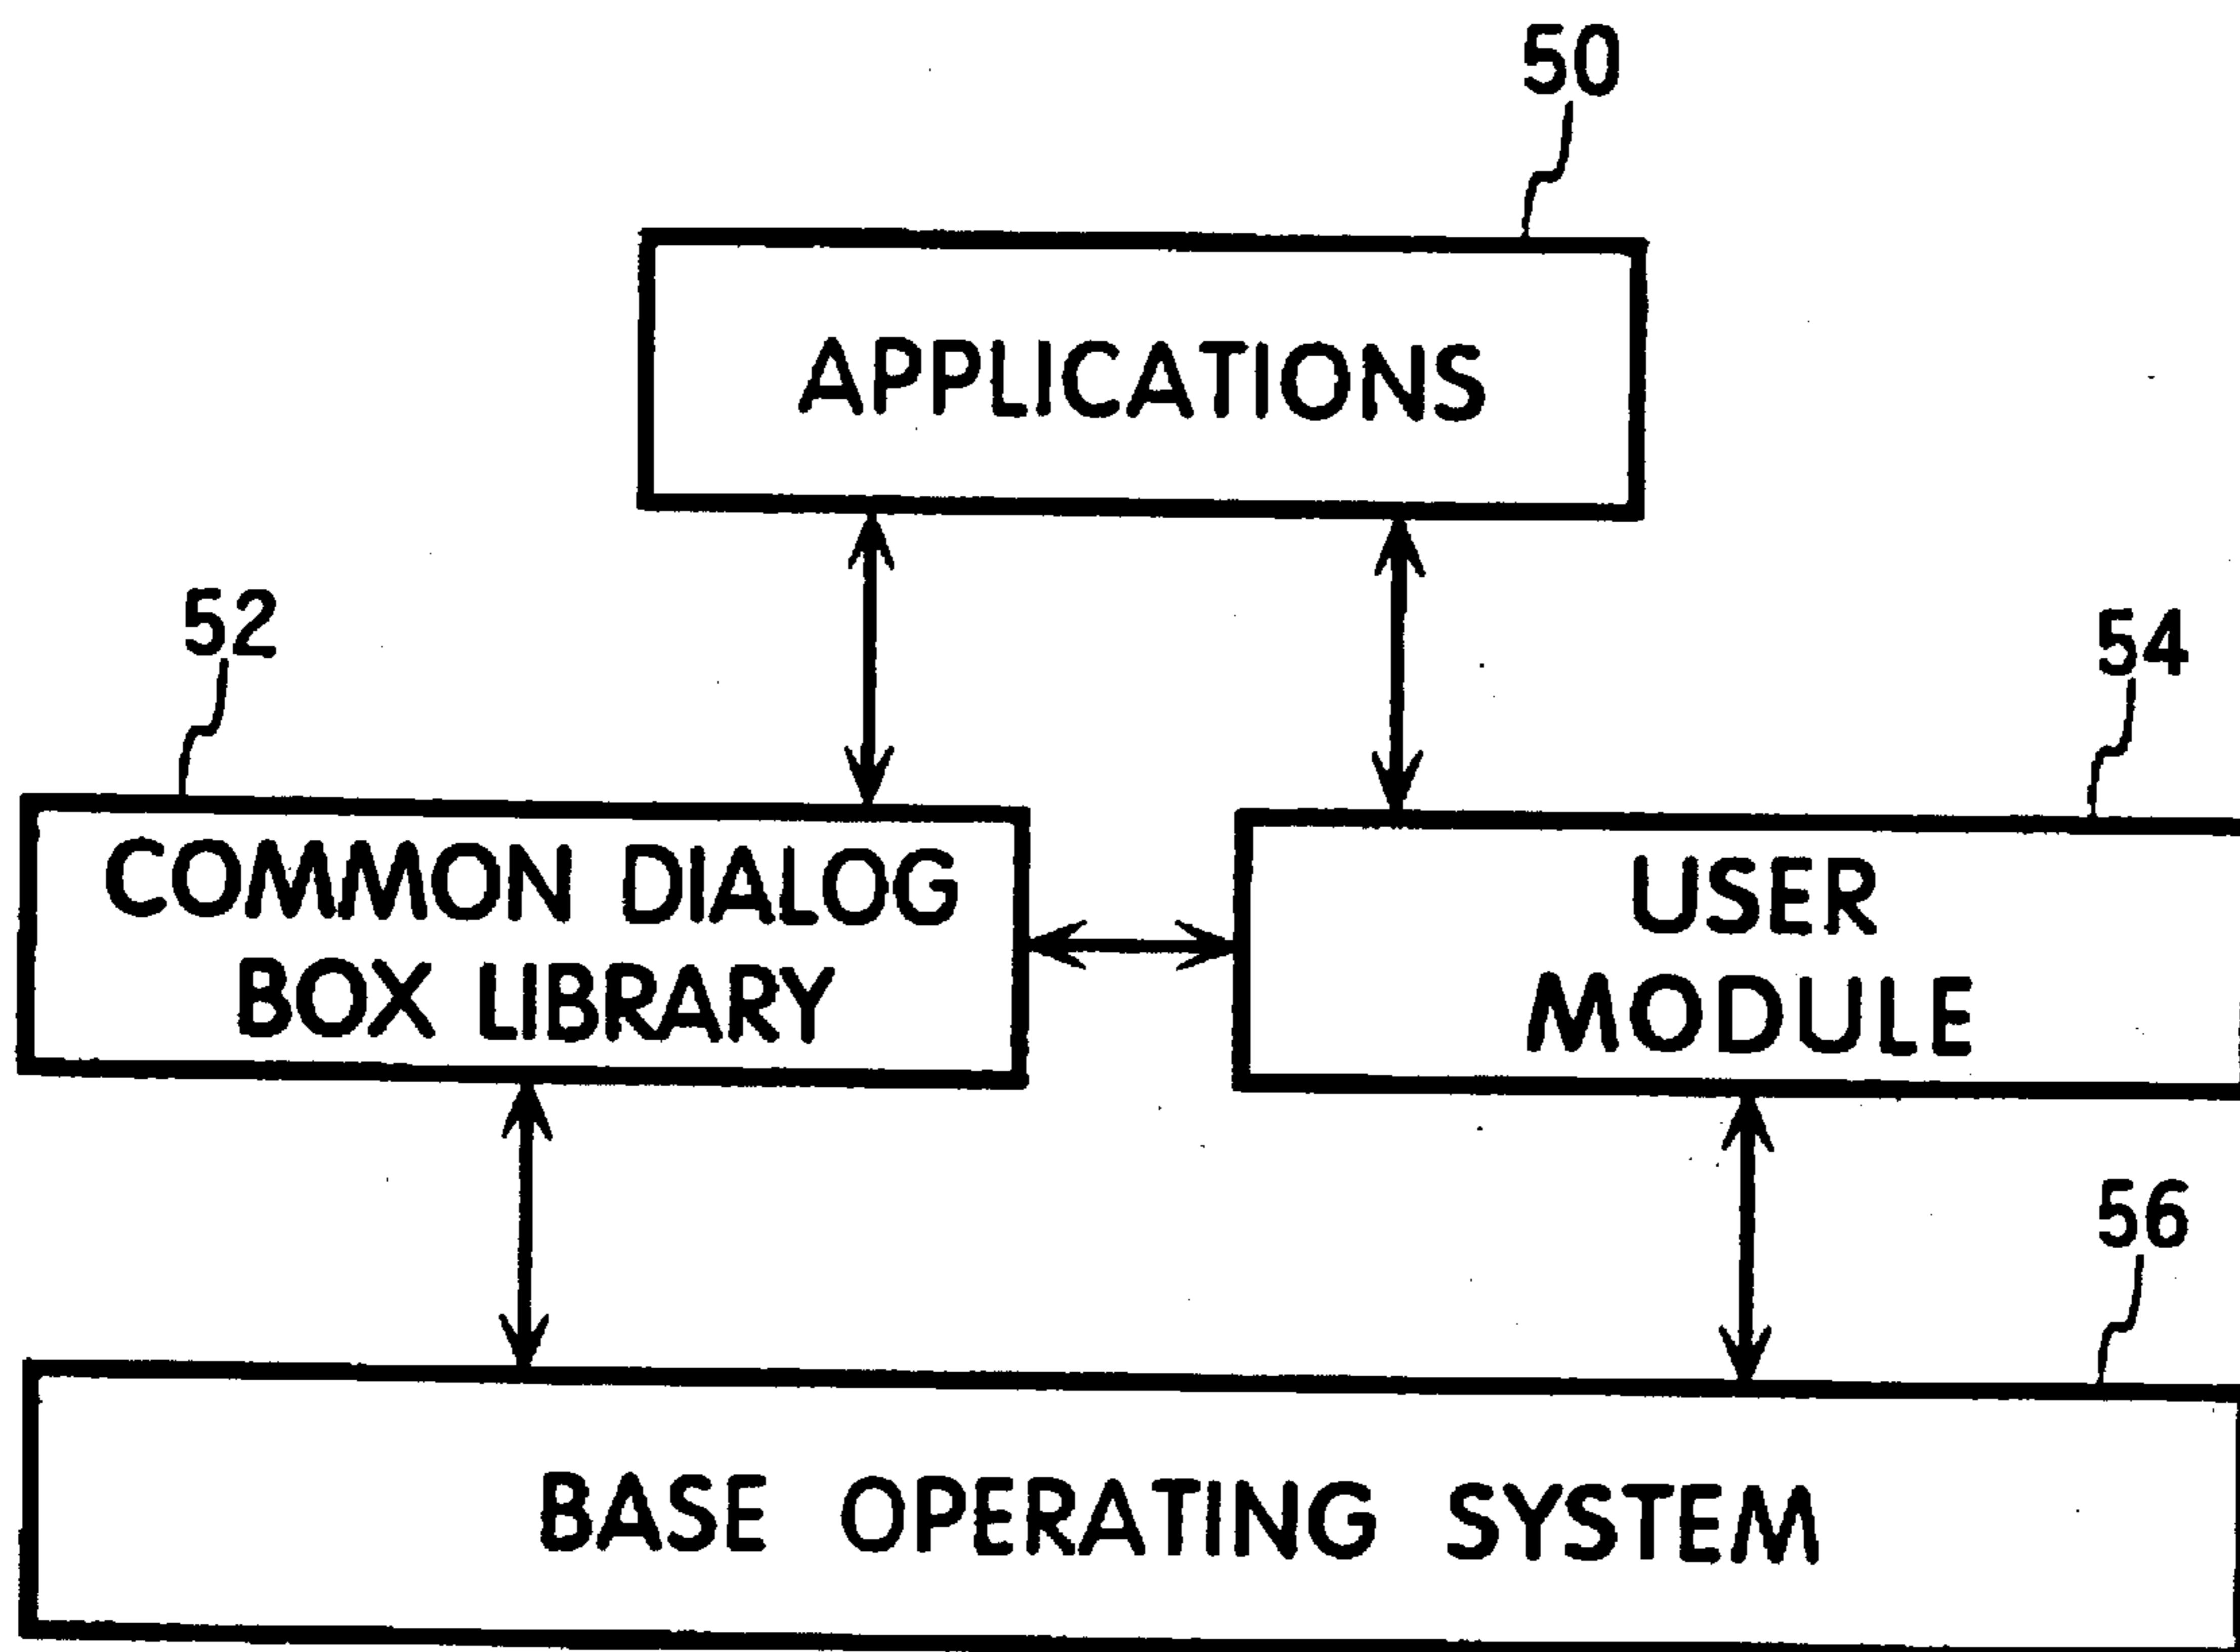 50
APPLICATIONS
52
54
COMMON DIALOG
BOX LIBRARY
USER
MODULE
56
BASE OPERATING SYSTEM